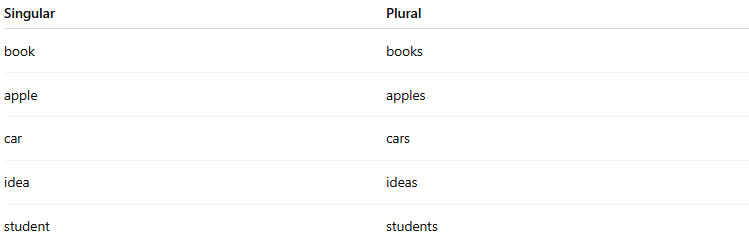 Singular Plural
book books
apple apples
car cars
idea ideas
student students